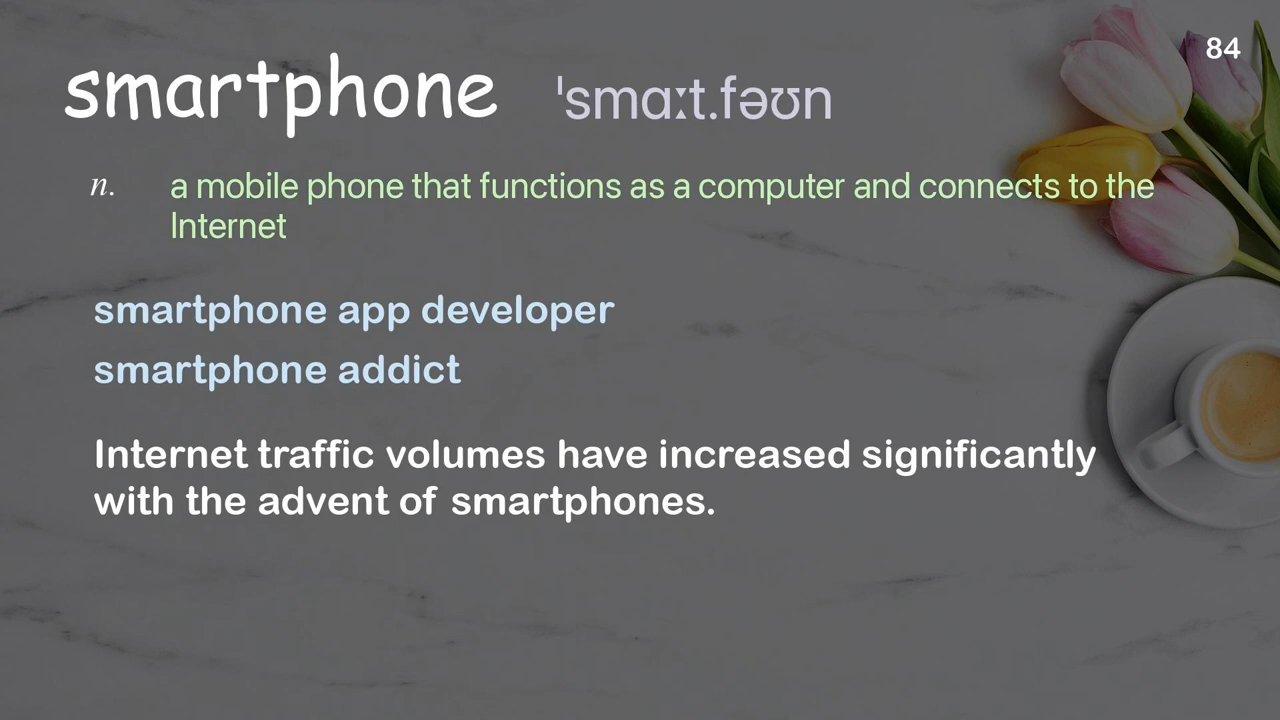 84
smartphone ˈsmɑːt.fəʊn
n. a mobile phone that functions as a computer and connects to the
Internet
smartphone app developer
smartphone addict
Internet traffic volumes have increased significantly
with the advent of smartphones.